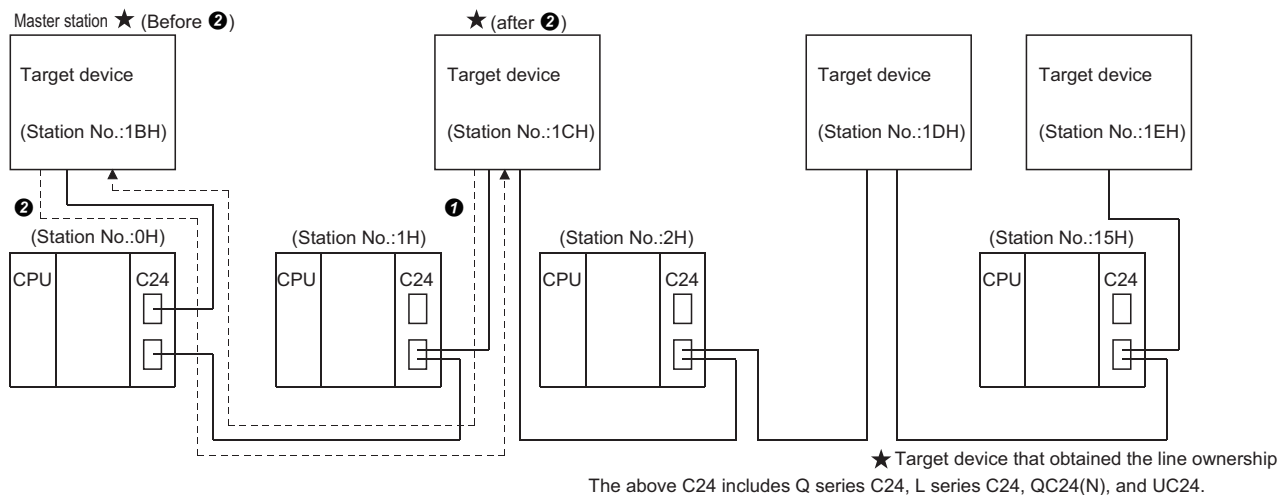 Master station ★ (Before ❷)
★ (after ❷)
Target device
(Station No.:1BH)
Target device
(Station No.:1CH)
Target device
(Station No.:1DH)
Target device
(Station No.:1EH)
❷
❶
(Station No.:0H)
(Station No.:1H)
(Station No.:2H)
(Station No.:15H)
CPU
C24
CPU
C24
CPU
C24
CPU
C24
★ Target device that obtained the line ownership
The above C24 includes Q series C24, L series C24, QC24(N), and UC24.